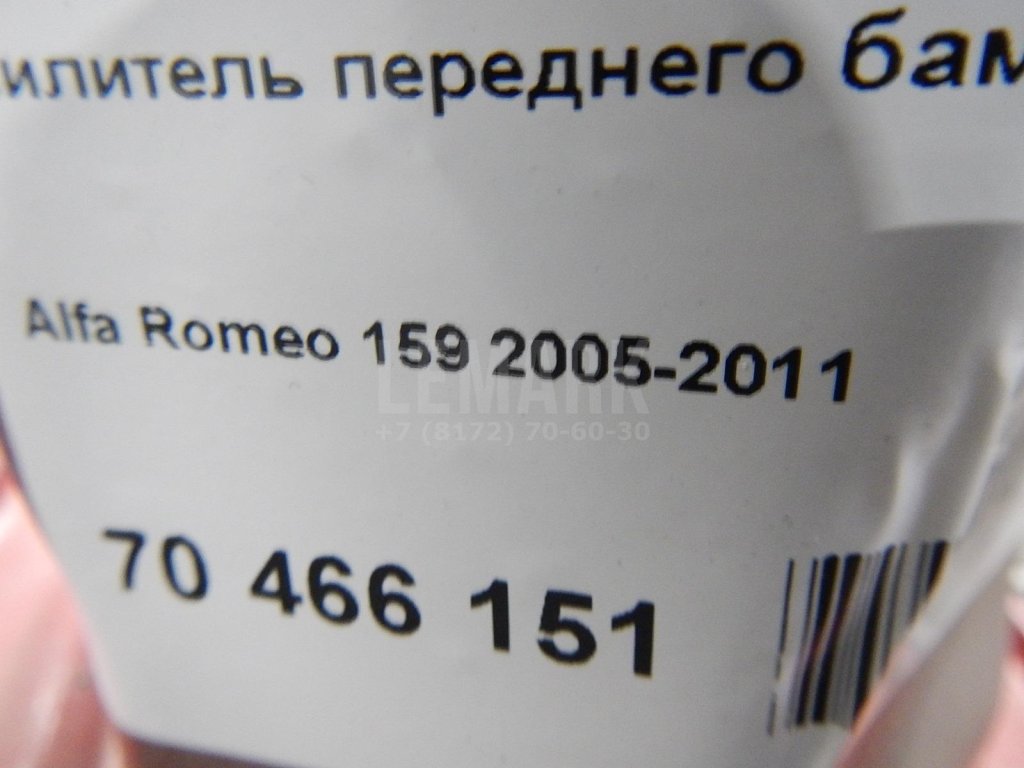 илитель переднего бам
Alfa Romeo 159 2005-2011
LEMARK
+7 (8172) 70-60-30
70 466 151